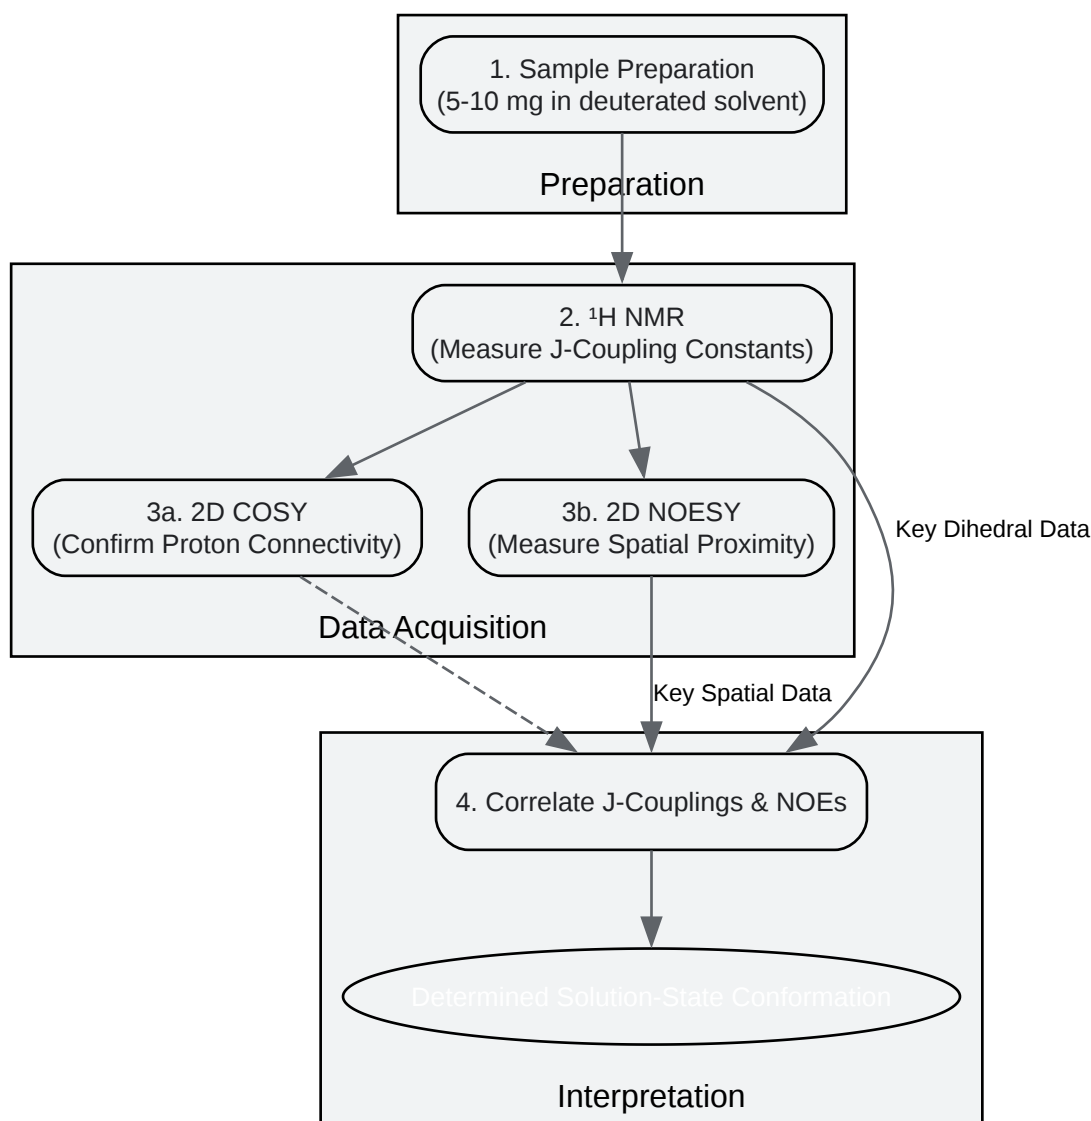 1. Sample Preparation
(5-10 mg in deuterated solvent)
Preparation
2. ¹H NMR
(Measure J-Coupling Constants)
3a. 2D COSY
(Confirm Proton Connectivity)
3b. 2D NOESY
(Measure Spatial Proximity)
Key Dihedral Data
Data Acquisition
Key Spatial Data
4. Correlate J-Couplings & NOEs
Determined Solution-State Conformation
Interpretation